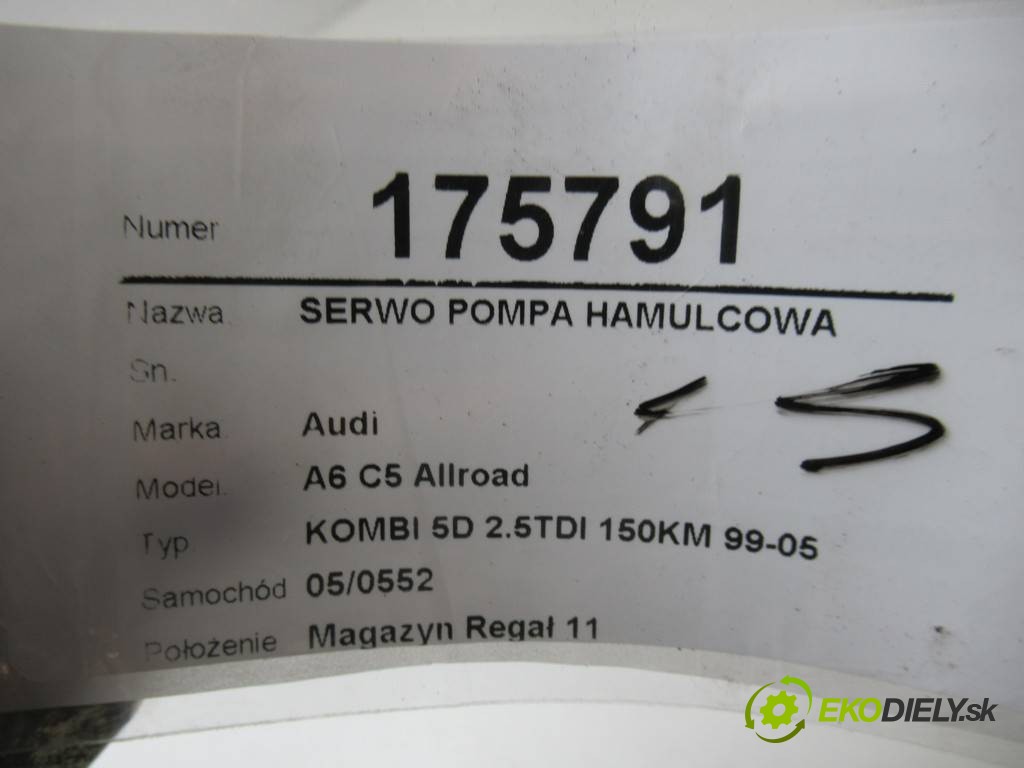 Numer 175791
Nazwa SERWO POMPA HAMULCOWA
Sn.
Marka Audi
Model. A6 C5 Allroad
Typ KOMBI 5D 2.5TDI 150KM 99-05
Samochód 05/0552
Położenie Magazyn Regał 11
EKODIELY.sk